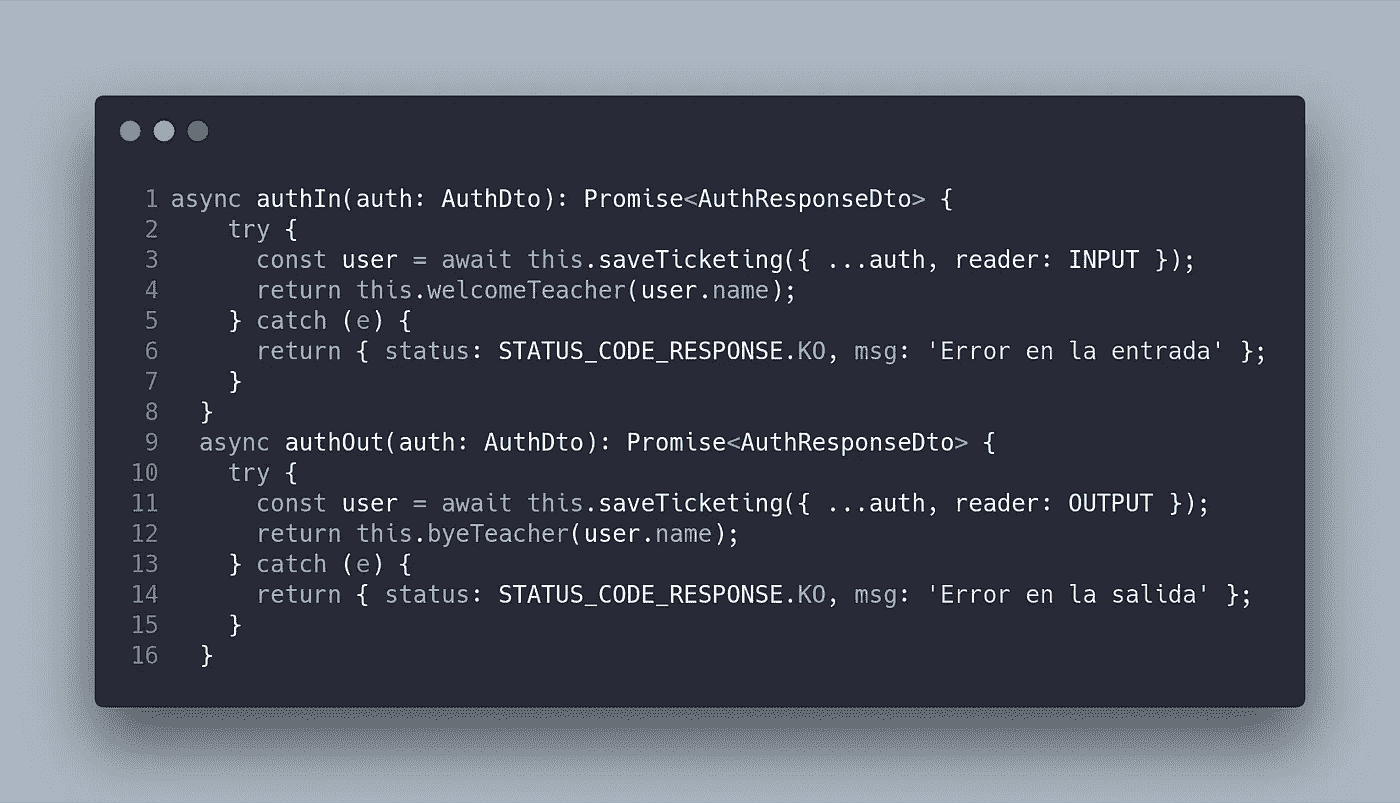 1 async authIn(auth: AuthDto): Promise<AuthResponseDto> {
2     try {
3       const user = await this.saveTicketing({ ...auth, reader: INPUT });
4       return this.welcomeTeacher(user.name);
5     } catch (e) {
6       return { status: STATUS_CODE_RESPONSE.KO, msg: 'Error en la entrada' };
7     }
8   }
9   async authOut(auth: AuthDto): Promise<AuthResponseDto> {
10     try {
11       const user = await this.saveTicketing({ ...auth, reader: OUTPUT });
12       return this.byeTeacher(user.name);
13     } catch (e) {
14       return { status: STATUS_CODE_RESPONSE.KO, msg: 'Error en la salida' };
15     }
16   }